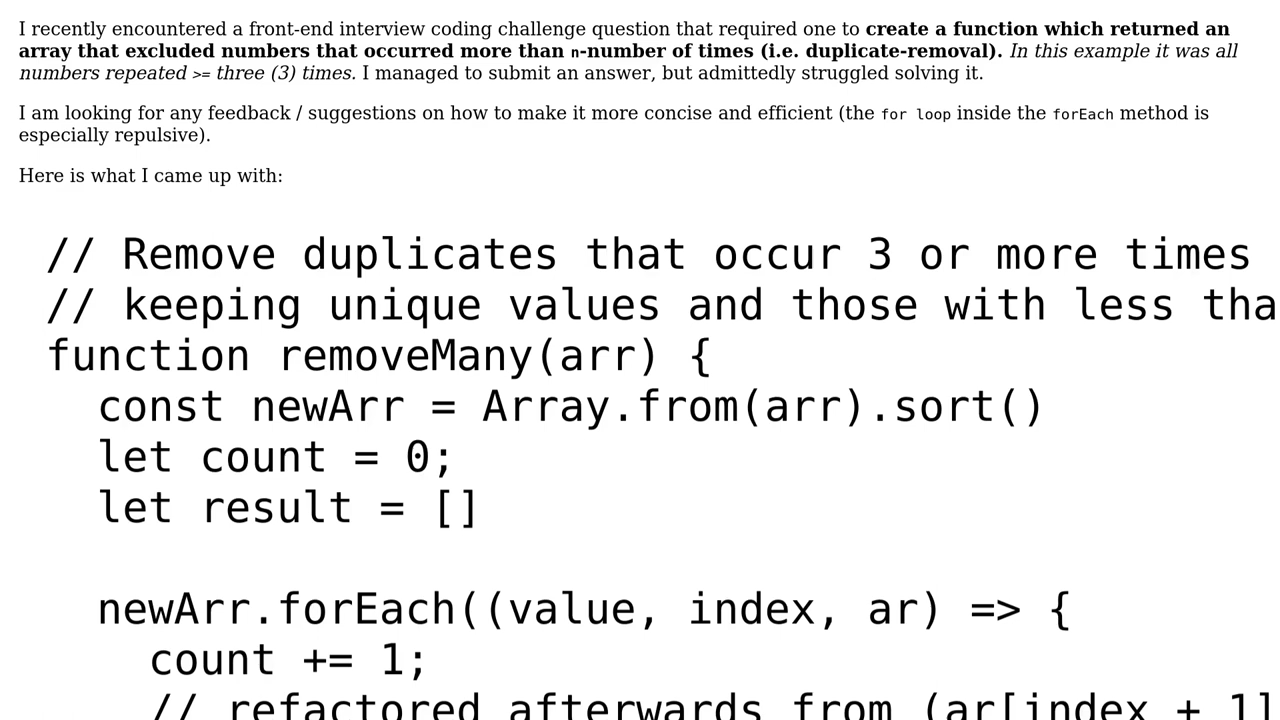 I recently encountered a front-end interview coding challenge question that required one to create a function which returned an
array that excluded numbers that occurred more than n-number of times (i.e. duplicate-removal). In this example it was all
numbers repeated >= three (3) times. I managed to submit an answer, but admittedly struggled solving it.
I am looking for any feedback / suggestions on how to make it more concise and efficient (the for loop inside the forEach method is
especially repulsive).
Here is what I came up with:
// Remove duplicates that occur 3 or more times
// keeping unique values and those with less tha
function removeMany(arr) {
  const newArr = Array.from(arr).sort()
  let count = 0;
  let result = []
  newArr.forEach((value, index, ar) => {
    count += 1;
    // refactored afterwards from (ar[index + 1]